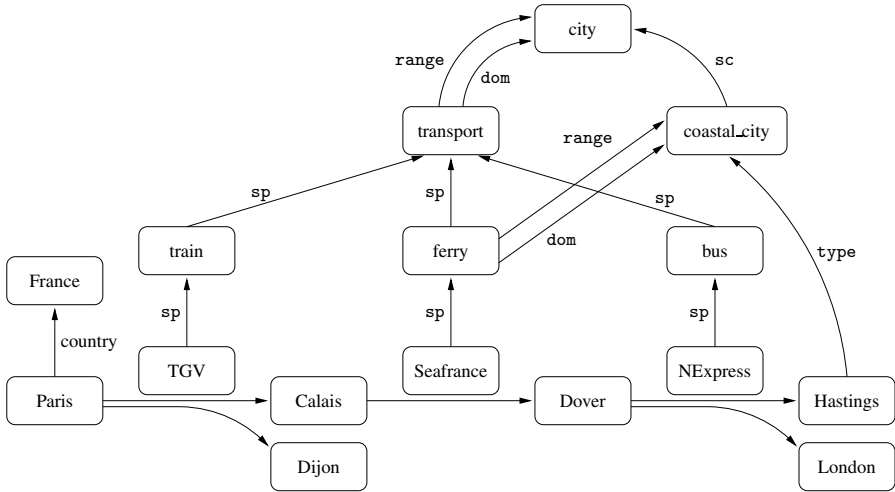 city
range
dom
sc
transport
coastal_city
range
sp
sp
sp
dom
train
ferry
bus
type
France
sp
sp
sp
country
TGV
Seafrance
NExpress
Paris
Calais
Dover
Hastings
Dijon
London